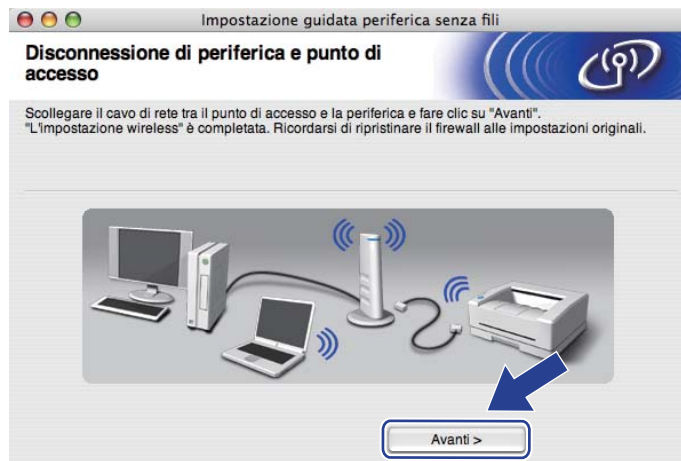 Impostazione guidata periferica senza fili
Disconnessione di periferica e punto di
accesso
Scollegare il cavo di rete tra il punto di accesso e la periferica e fare clic su "Avanti".
"L'impostazione wireless" è completata. Ricordarsi di ripristinare il firewall alle impostazioni originali.
Avanti >